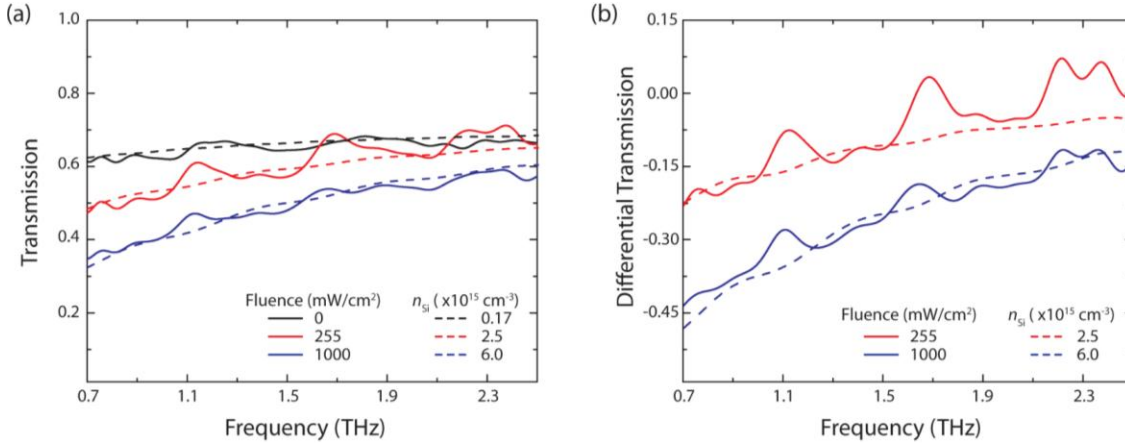 (a)
1.0
0.8
0.6
0.4
0.2
Transmission
Fluence (mW/cm²) n_Si ( x10¹⁵ cm⁻³)
0 0.17
255 2.5
1000 6.0
0.7 1.1 1.5 1.9 2.3
Frequency (THz)
(b)
0.15
0.00
-0.15
-0.30
-0.45
Differential Transmission
Fluence (mW/cm²) n_Si ( x10¹⁵ cm⁻³)
255 2.5
1000 6.0
0.7 1.1 1.5 1.9 2.3
Frequency (THz)